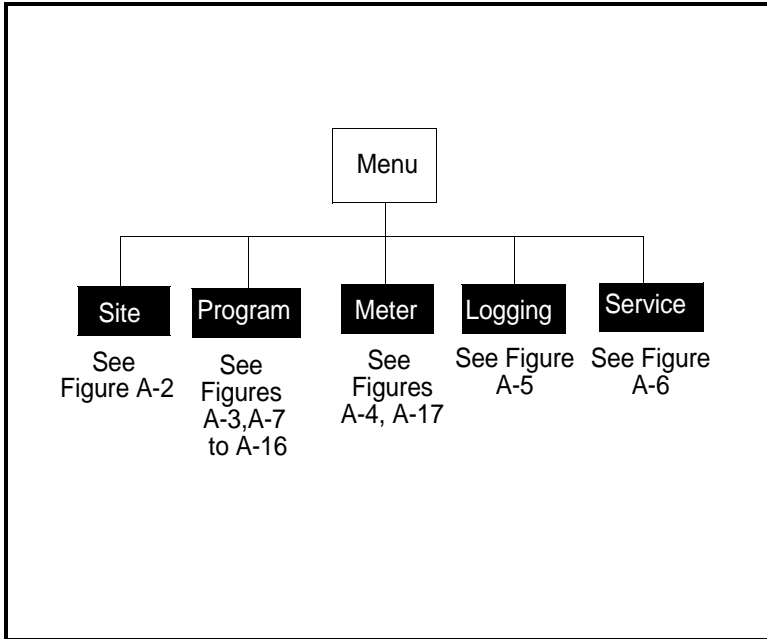 Menu
Site
See
Figure A-2
Program
See
Figures
A-3,A-7
to A-16
Meter
See
Figures
A-4, A-17
Logging
See Figure
A-5
Service
See Figure
A-6